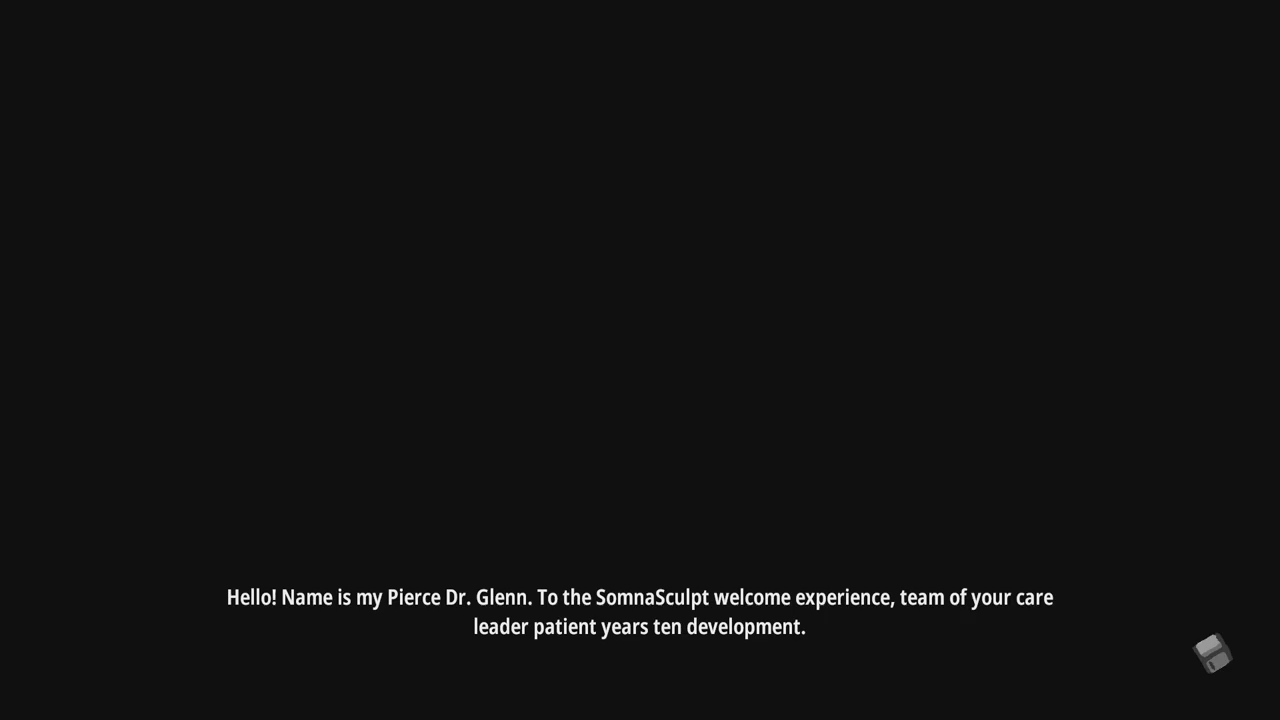 Hello! Name is my Pierce Dr. Glenn. To the SomnaSculpt welcome experience, team of your care
leader patient years ten development.